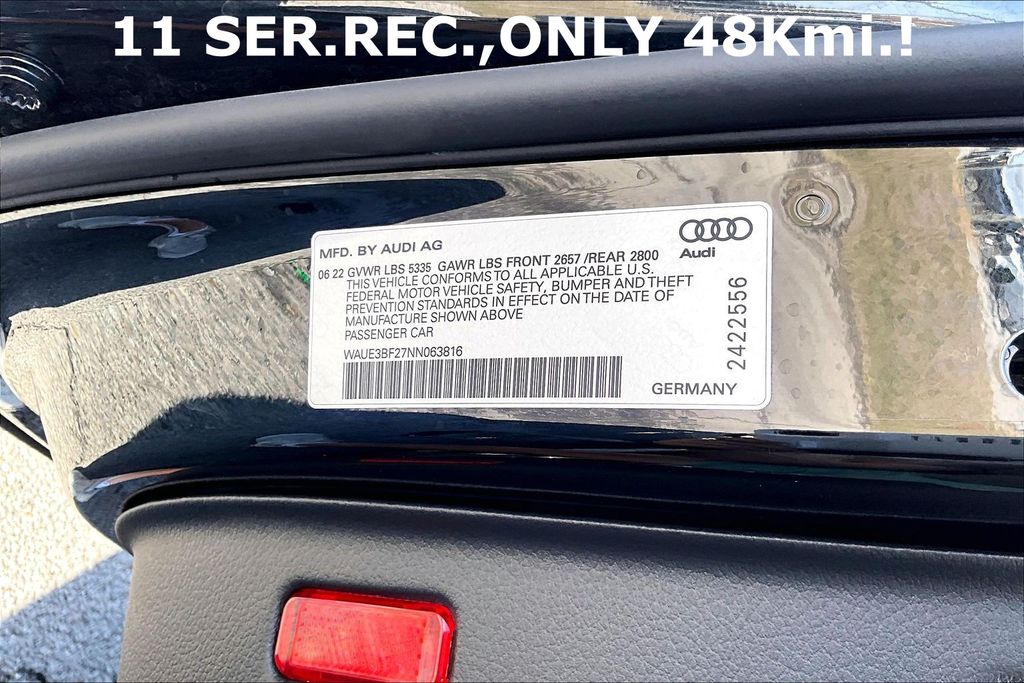 11 SER.REC.,ONLY 48Kmi.!
MFD. BY AUDI AG
Audi
06 22 GVWR LBS 5335 GAWR LBS FRONT 2657 /REAR 2800
THIS VEHICLE CONFORMS TO ALL APPLICABLE U.S.
FEDERAL MOTOR VEHICLE SAFETY, BUMPER AND THEFT
PREVENTION STANDARDS IN EFFECT ON THE DATE OF
MANUFACTURE SHOWN ABOVE
PASSENGER CAR
WAUE3BF27NN063816
GERMANY
2422556